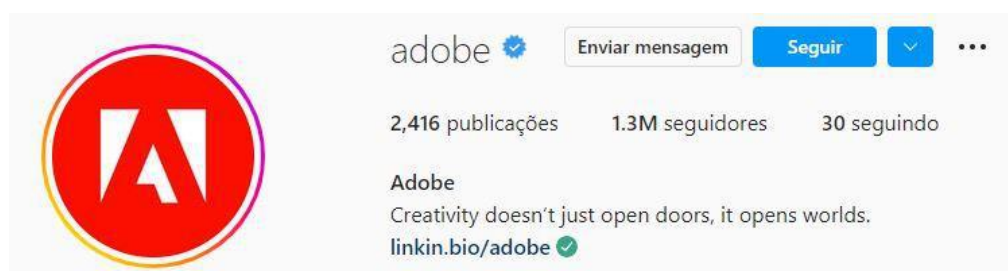 adobe Enviar mensagem Seguir
2,416 publicações 1.3M seguidores 30 seguindo
Adobe
Creativity doesn't just open doors, it opens worlds.
linkin.bio/adobe